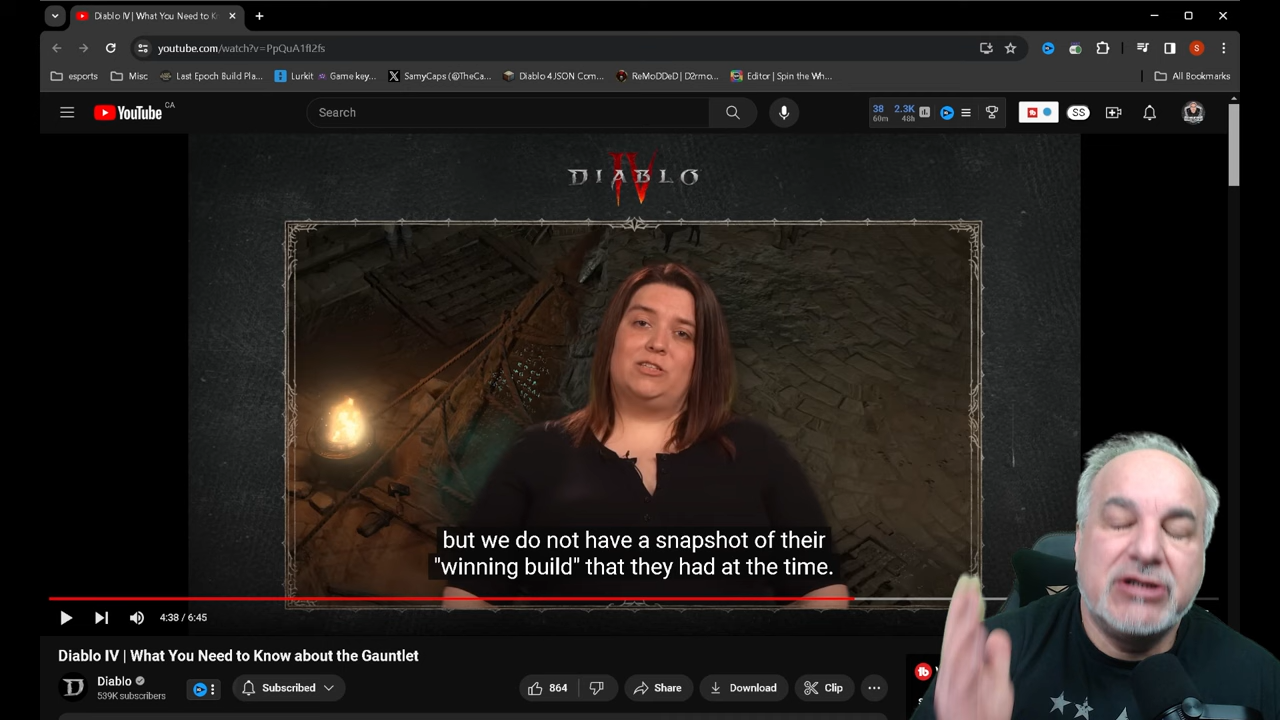 Diablo IV | What You Need to K
youtube.com/watch?v=PpQuA1fI2fs
esports
Misc
Last Epoch Build Pla...
Lurkit
Game key...
SamyCaps (@TheCa...
Diablo 4 JSON Com...
ReMoDDeD | D2rmo...
Editor | Spin the Wh...
All Bookmarks
YouTube CA
Search
38
60m
2.3K
48h
SS
S
DIABLO
IV
but we do not have a snapshot of their
"winning build" that they had at the time.
4:38 / 6:45
Diablo IV | What You Need to Know about the Gauntlet
Diablo
539K subscribers
Subscribed
864
Share
Download
Clip